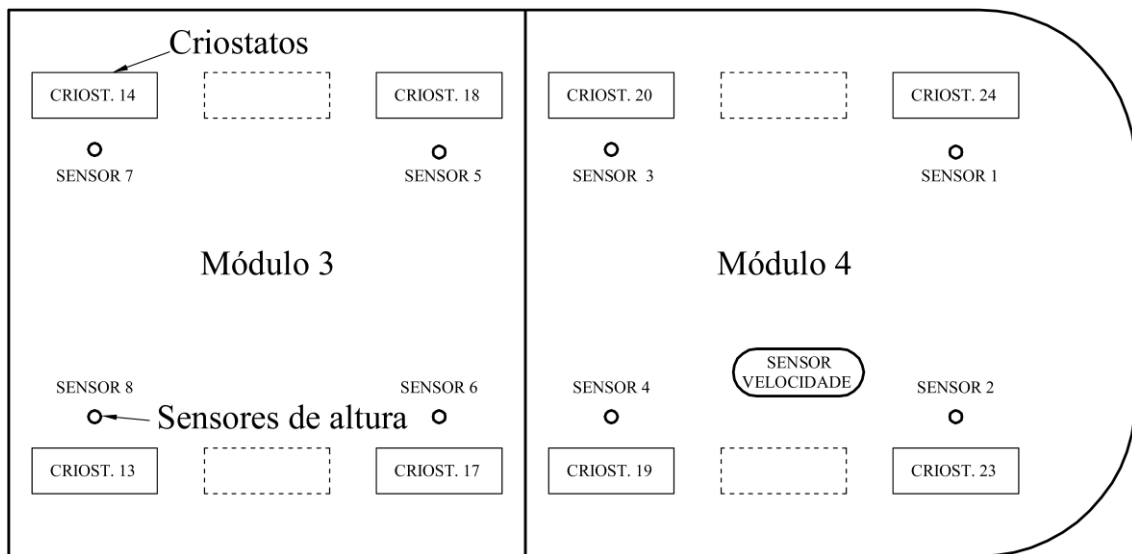 Criostatos
CRIOST. 14
CRIOST. 18
CRIOST. 20
CRIOST. 24
SENSOR 7
SENSOR 5
SENSOR 3
SENSOR 1
Módulo 3
Módulo 4
SENSOR
VELOCIDADE
SENSOR 8
SENSOR 6
SENSOR 4
SENSOR 2
Sensores de altura
CRIOST. 13
CRIOST. 17
CRIOST. 19
CRIOST. 23